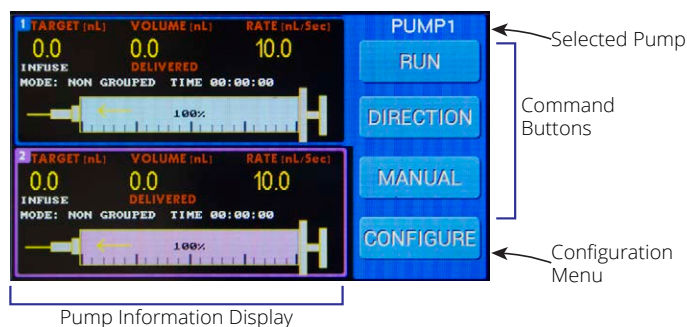 1 TARGET [nL] VOLUME [nL] RATE [nL/Sec]
0.0 0.0 10.0
INFUSE DELIVERED
MODE: NON GROUPED TIME 00:00:00
100%
2 TARGET [nL] VOLUME [nL] RATE [nL/Sec]
0.0 0.0 10.0
INFUSE DELIVERED
MODE: NON GROUPED TIME 00:00:00
100%
PUMP1
RUN
DIRECTION
MANUAL
CONFIGURE
Selected Pump
Command
Buttons
Configuration
Menu
Pump Information Display